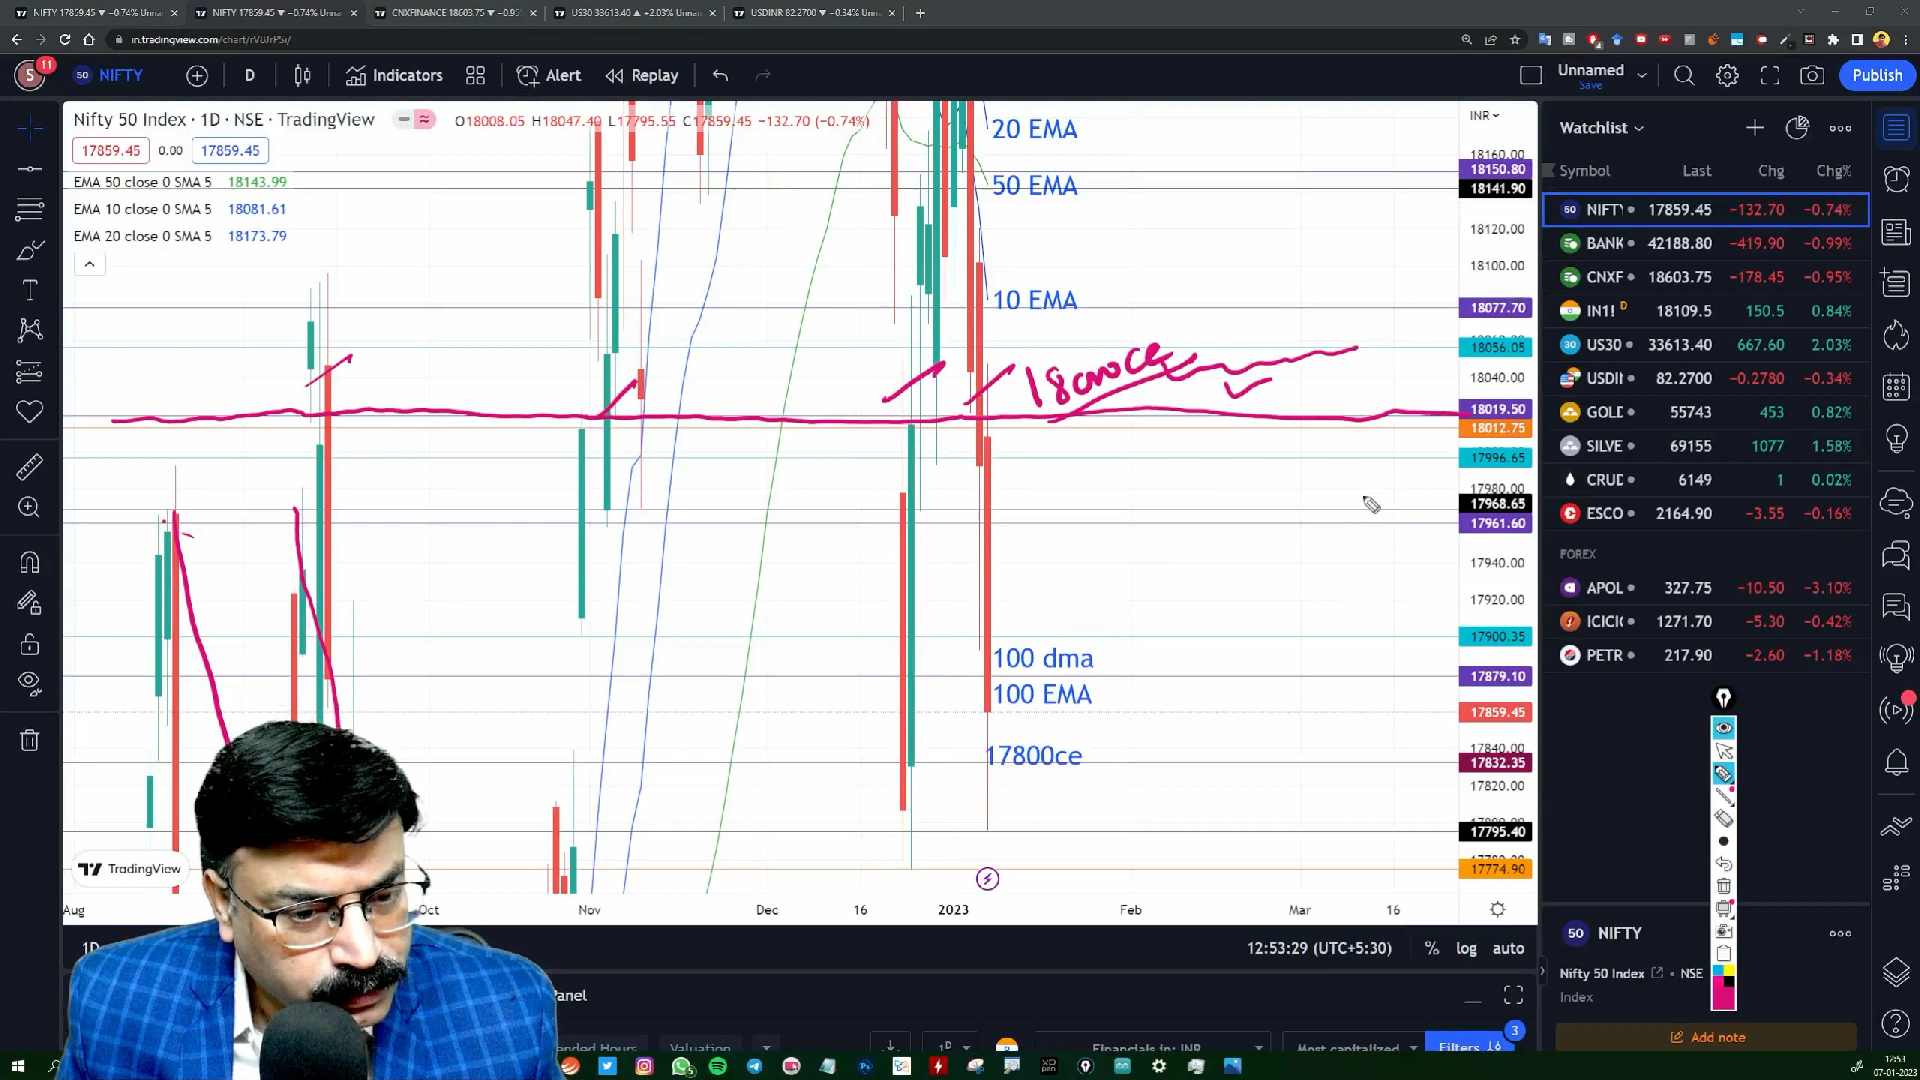 NIFTY 17859.45 ▼ −0.74% Unnar
NIFTY 17859.45 ▼ −0.74% Unnar
CNXFINANCE 18603.75 ▼ −0.95%
US30 33613.40 ▲ +2.03% Unnar
USDINR 82.2700 ▼ −0.34% Unna
S 11
50 NIFTY
D
Indicators
Alert
Replay
Unnamed
Save
Publish
Nifty 50 Index · 1D · NSE · TradingView
O18008.05 H18047.40 L17795.55 C17859.45 −132.70 (−0.74%)
17859.45 0.00 17859.45
EMA 50 close 0 SMA 5 18143.99
EMA 10 close 0 SMA 5 18081.61
EMA 20 close 0 SMA 5 18173.79
20 EMA
50 EMA
10 EMA
100 dma
100 EMA
17800ce
INR
18160.00
18150.80
18141.90
18120.00
18100.00
18077.70
18056.05
18040.00
18019.50
18012.75
17996.65
17980.00
17968.65
17961.60
17940.00
17920.00
17900.35
17879.10
17859.45
17840.00
17832.35
17820.00
17795.40
17774.90
TradingView
Aug
Oct
Nov
Dec
16
2023
Feb
Mar
16
1D
12:53:29 (UTC+5:30)
%
log
auto
Panel
Valuation
1D
Financials in: INR
Most capitalized
Filters
3
Watchlist
Symbol Last Chg Chg%
50 NIFTY 17859.45 −132.70 −0.74%
BANK 42188.80 −419.90 −0.99%
CNXF 18603.75 −178.45 −0.95%
IN1! D 18109.5 150.5 0.84%
30 US30 33613.40 667.60 2.03%
USDIN 82.2700 −0.2780 −0.34%
GOLD 55743 453 0.82%
SILVE 69155 1077 1.58%
CRUD 6149 1 0.02%
ESCO 2164.90 −3.55 −0.16%
FOREX
APOL 327.75 −10.50 −3.10%
ICICI 1271.70 −5.30 −0.42%
PETR 217.90 −2.60 −1.18%
50 NIFTY
Nifty 50 Index · NSE
Index
Add note
12:53
07-01-2023